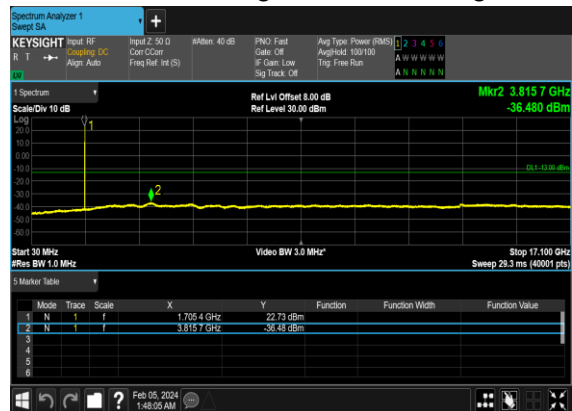 Spectrum Analyzer 1
Swept SA
+
KEYSIGHT Input: RF Input Z: 50 Ω #Atten: 40 dB PNO: Fast Avg Type: Power (RMS) 1 2 3 4 5 6
R T Coupling: DC Corr CCorr Gate: Off Avg|Hold: 100/100 A W W W W W
Align: Auto Freq Ref: Int (S) IF Gain: Low Trig: Free Run
Sig Track: Off A N N N N N
1 Spectrum
Ref Lvl Offset 8.00 dB Mkr2 3.815 7 GHz
Scale/Div 10 dB Ref Level 30.00 dBm -36.480 dBm
Log
20.0
10.0
0.00
-10.0
-20.0
-30.0
-40.0
-50.0
-60.0
1
2
DL1 -13.00 dBm
Start 30 MHz Video BW 3.0 MHz* Stop 17.100 GHz
#Res BW 1.0 MHz Sweep 29.3 ms (40001 pts)
5 Marker Table
Mode Trace Scale X Y Function Function Width Function Value
1 N 1 f 1.705 4 GHz 22.73 dBm
2 N 1 f 3.815 7 GHz -36.48 dBm
3
4
5
6
? Feb 05, 2024
1:48:05 AM